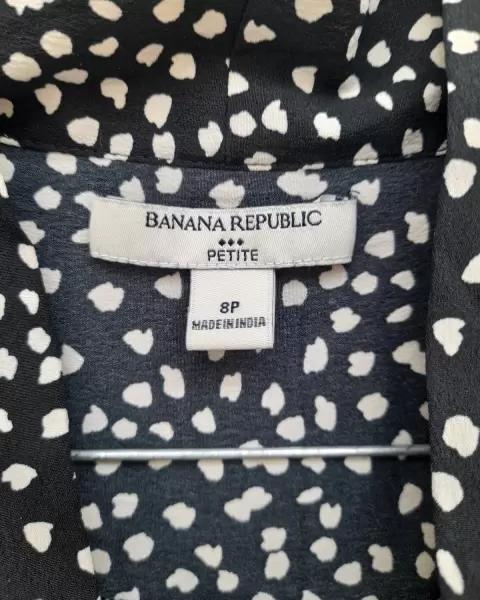 BANANA REPUBLIC
PETITE
8P
MADE IN INDIA